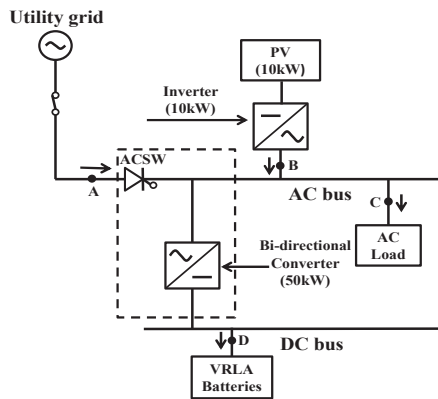 Utility grid
PV
(10kW)
Inverter
(10kW)
B
ACSW
A
AC bus
C
AC
Load
Bi-directional
Converter
(50kW)
D
DC bus
VRLA
Batteries